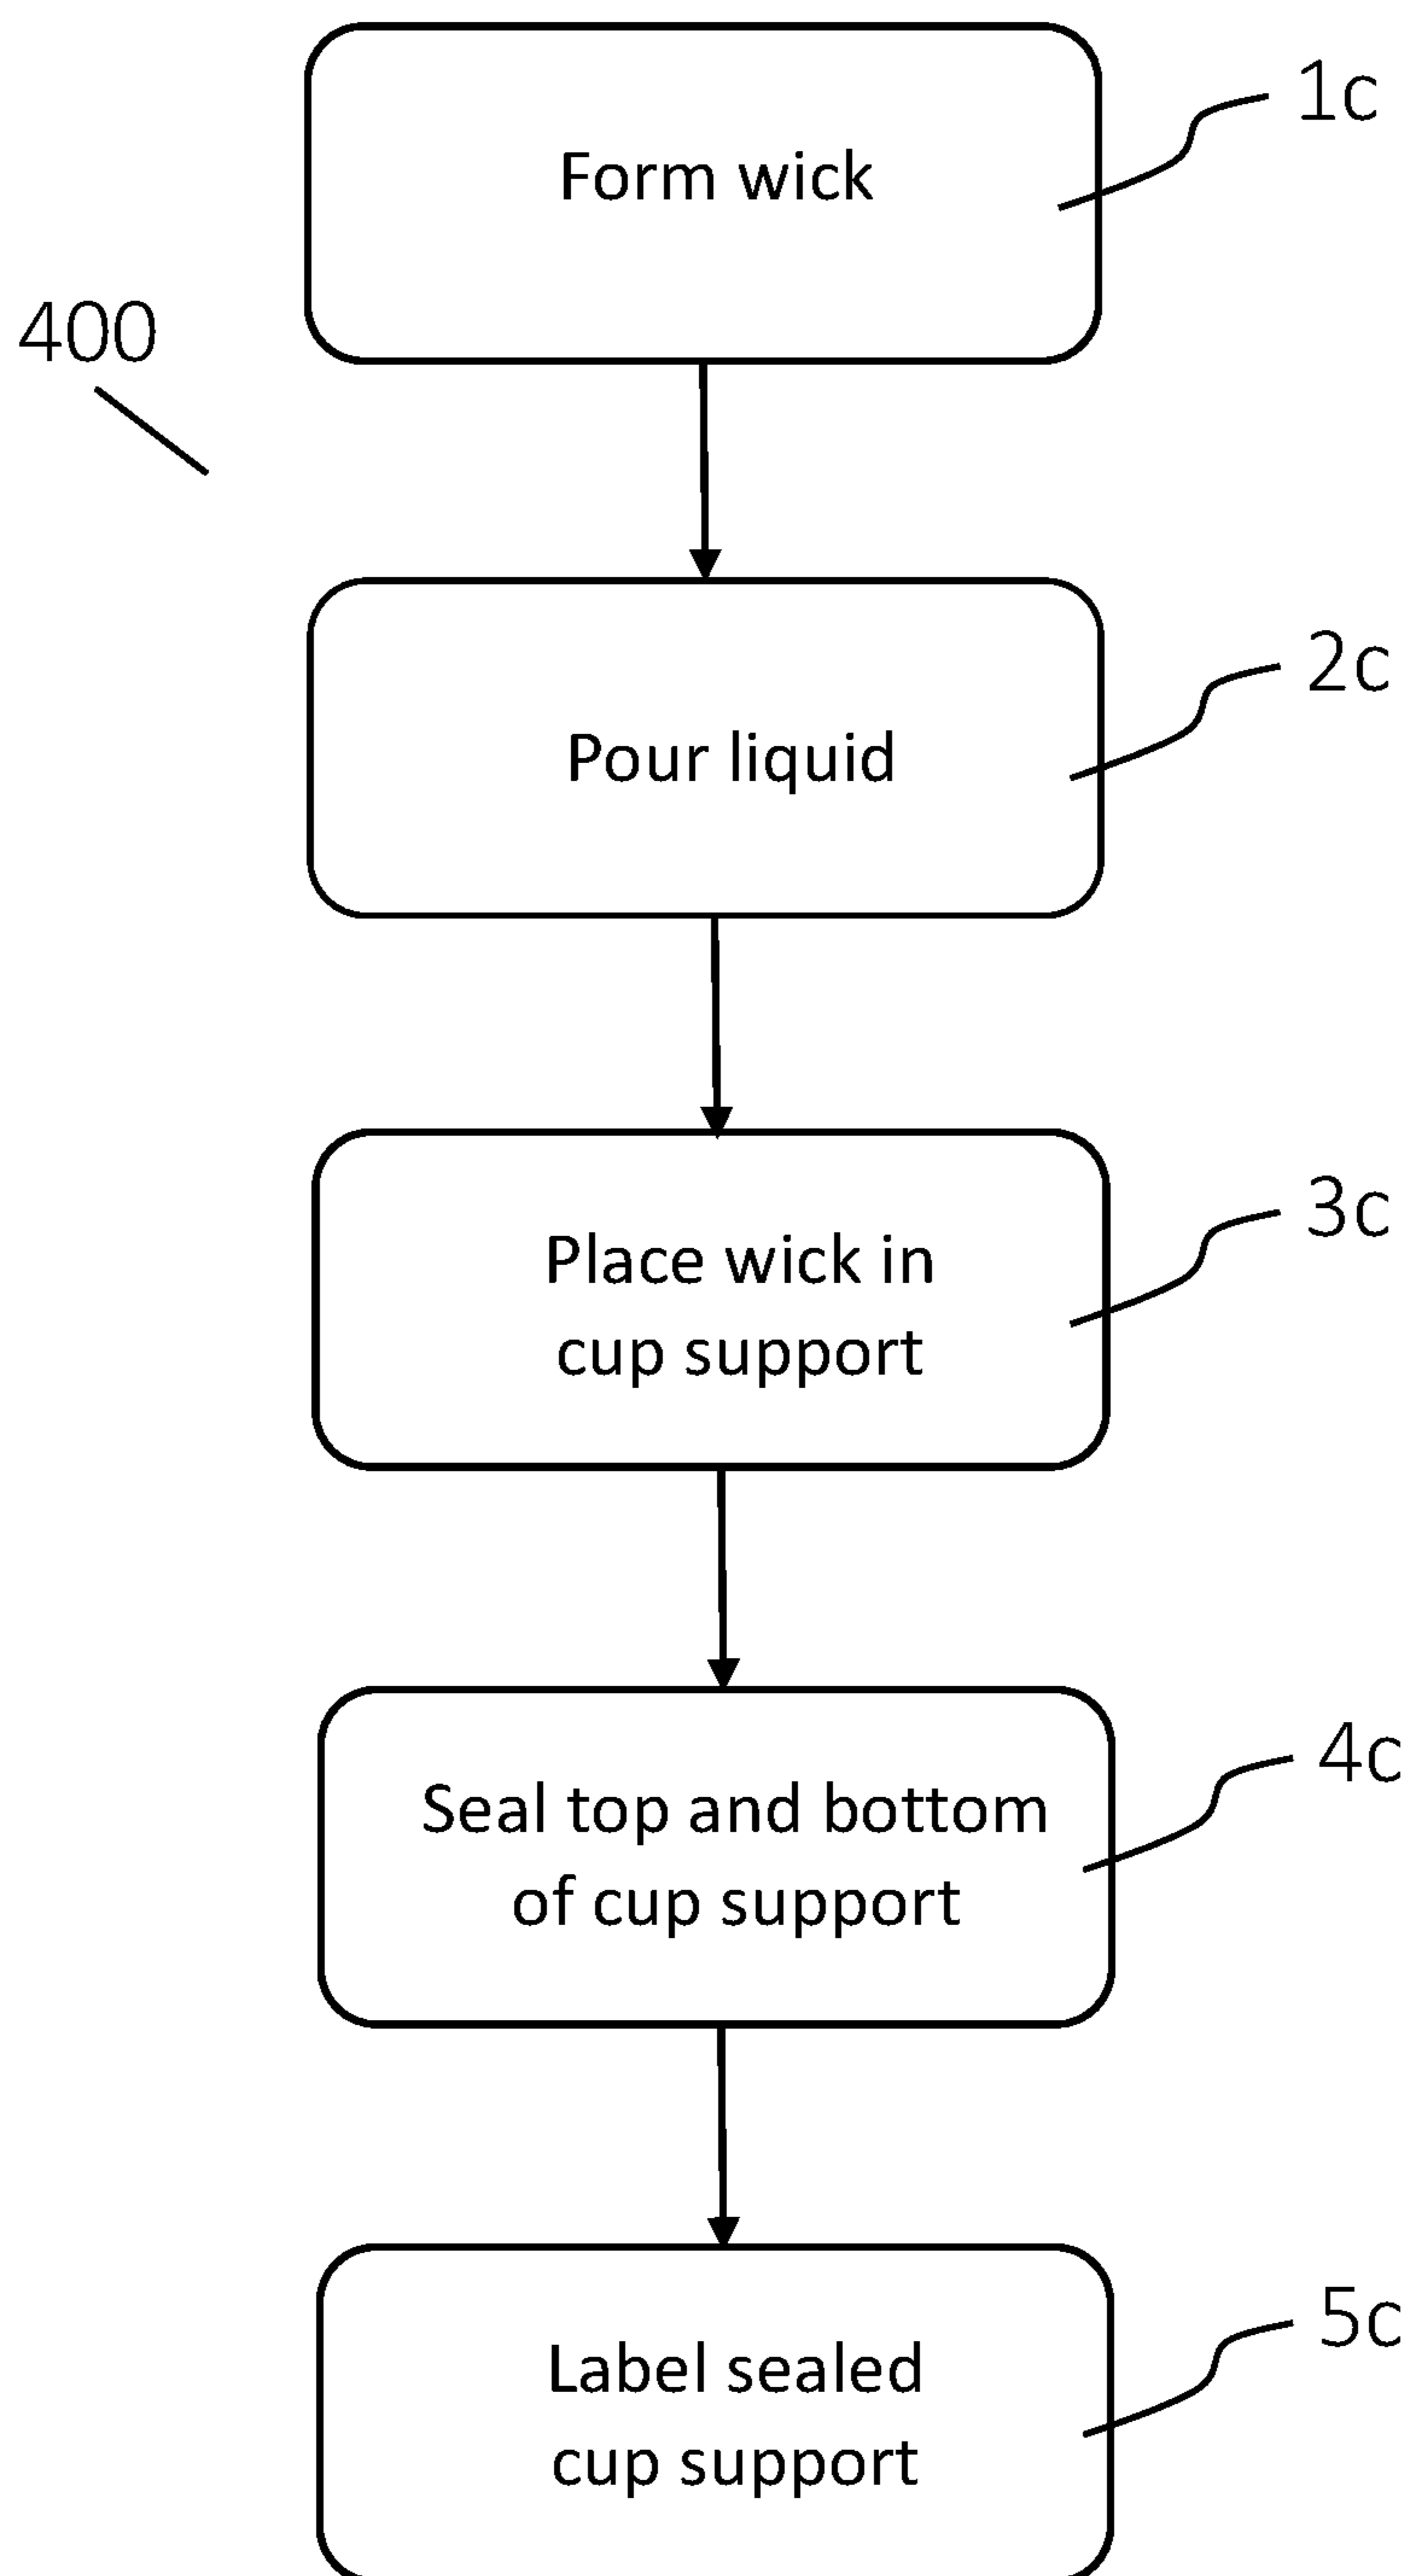 1c
Form wick
400
2c
Pour liquid
3c
Place wick in
cup support
4c
Seal top and bottom
of cup support
5c
Label sealed
cup support